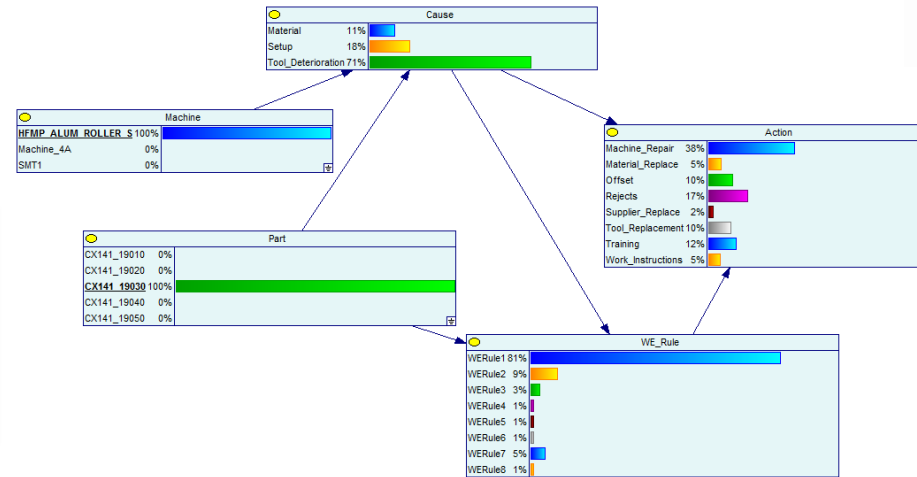 Cause
Material 11%
Setup 18%
Tool_Deterioration 71%
Machine
HFMP_ALUM_ROLLER_S 100%
Machine_4A 0%
SMT1 0%
Action
Machine_Repair 38%
Material_Replace 5%
Offset 10%
Rejects 17%
Supplier_Replace 2%
Tool_Replacement 10%
Training 12%
Work_Instructions 5%
Part
CX141_19010 0%
CX141_19020 0%
CX141_19030 100%
CX141_19040 0%
CX141_19050 0%
WE_Rule
WERule1 81%
WERule2 9%
WERule3 3%
WERule4 1%
WERule5 1%
WERule6 1%
WERule7 5%
WERule8 1%